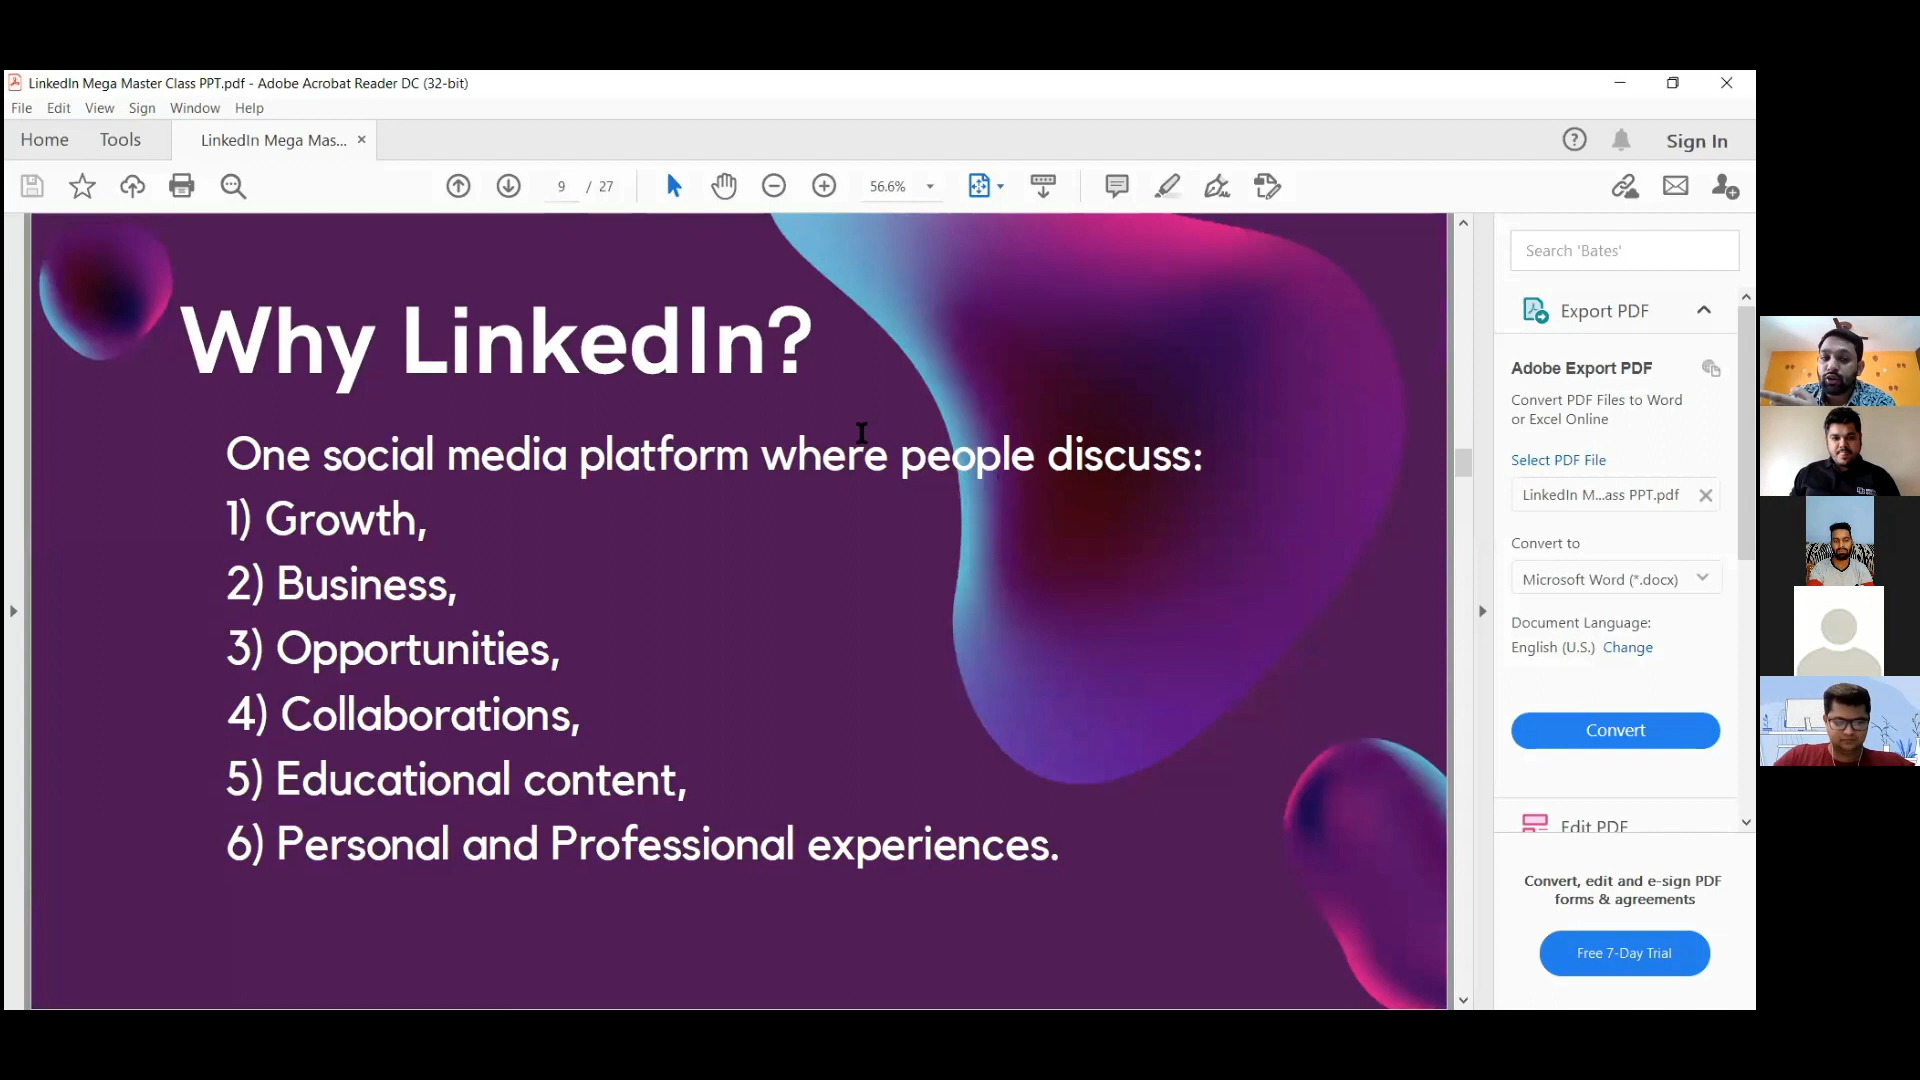 LinkedIn Mega Master Class PPT.pdf - Adobe Acrobat Reader DC (32-bit)
File Edit View Sign Window Help
Home Tools LinkedIn Mega Mas... ×
Sign In
9 / 27
56.6%
Why LinkedIn?
One social media platform where people discuss:
1) Growth,
2) Business,
3) Opportunities,
4) Collaborations,
5) Educational content,
6) Personal and Professional experiences.
Search 'Bates'
Export PDF
Adobe Export PDF
Convert PDF Files to Word
or Excel Online
Select PDF File
LinkedIn M...ass PPT.pdf
Convert to
Microsoft Word (*.docx)
Document Language:
English (U.S.) Change
Convert
Edit PDF
Convert, edit and e-sign PDF
forms & agreements
Free 7-Day Trial